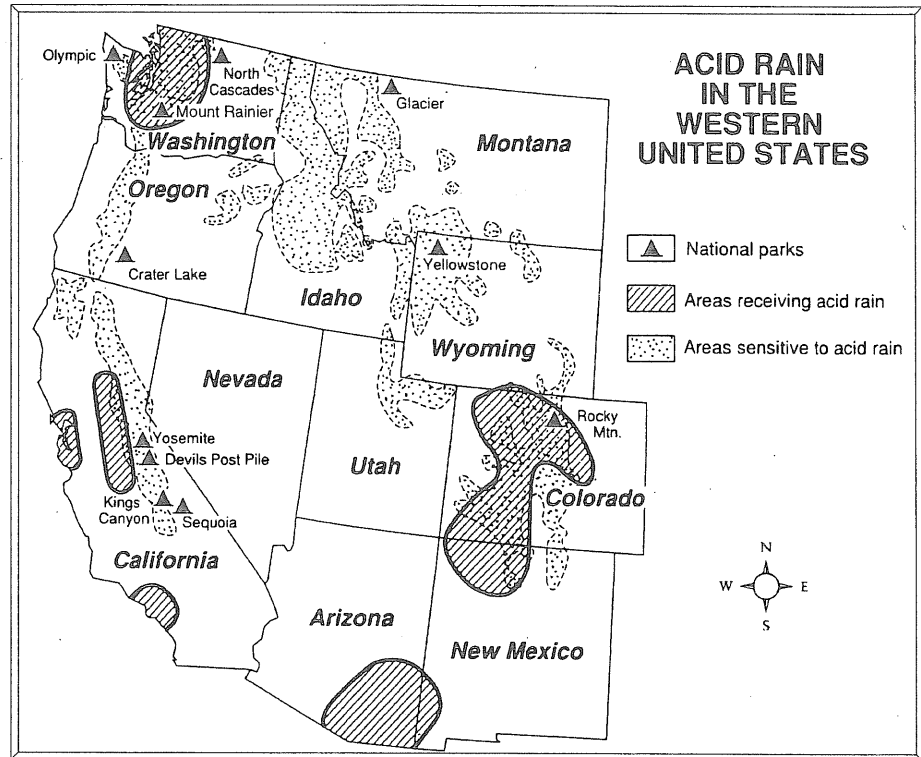 ACID RAIN
IN THE
WESTERN
UNITED STATES
National parks
Areas receiving acid rain
Areas sensitive to acid rain
Olympic
North
Cascades
Mount Rainier
Washington
Glacier
Montana
Oregon
Crater Lake
Idaho
Yellowstone
Wyoming
Nevada
Yosemite
Devils Post Pile
Kings
Canyon
Sequoia
California
Utah
Rocky
Mtn.
Colorado
Arizona
New Mexico
N
W
E
S